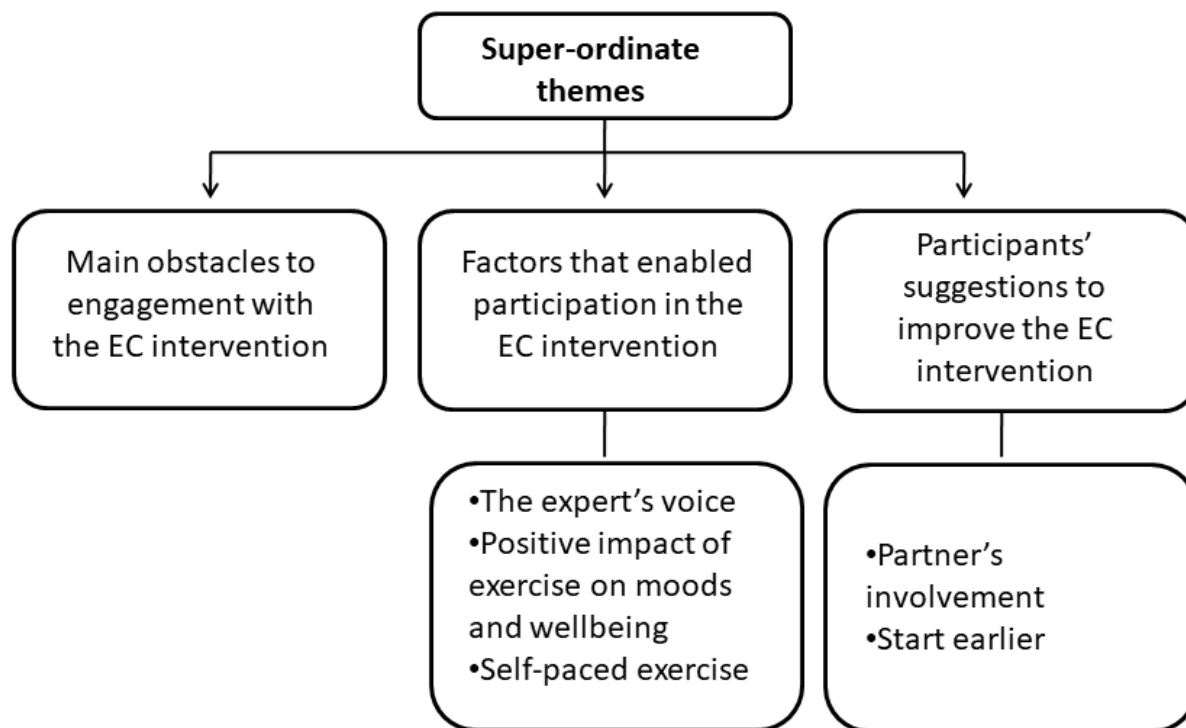 Super-ordinate
themes
Main obstacles to
engagement with
the EC intervention
Factors that enabled
participation in the
EC intervention
Participants’
suggestions to
improve the EC
intervention
•The expert’s voice
•Positive impact of
exercise on moods
and wellbeing
•Self-paced exercise
•Partner’s
involvement
•Start earlier